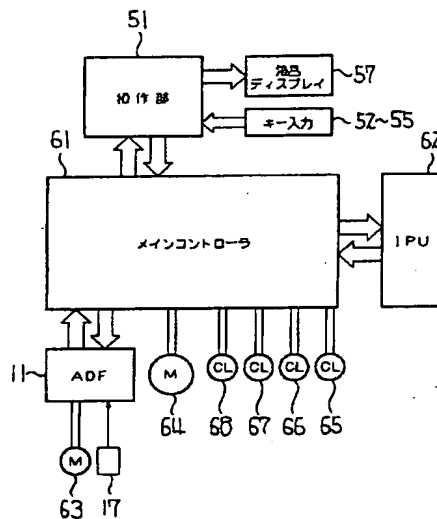 51
操作部
液晶
ディスプレイ
57
キー入力
52~55
61
メインコントローラ
62
IPU
11
ADF
M
64
CL
68
CL
67
CL
66
CL
65
M
63
17